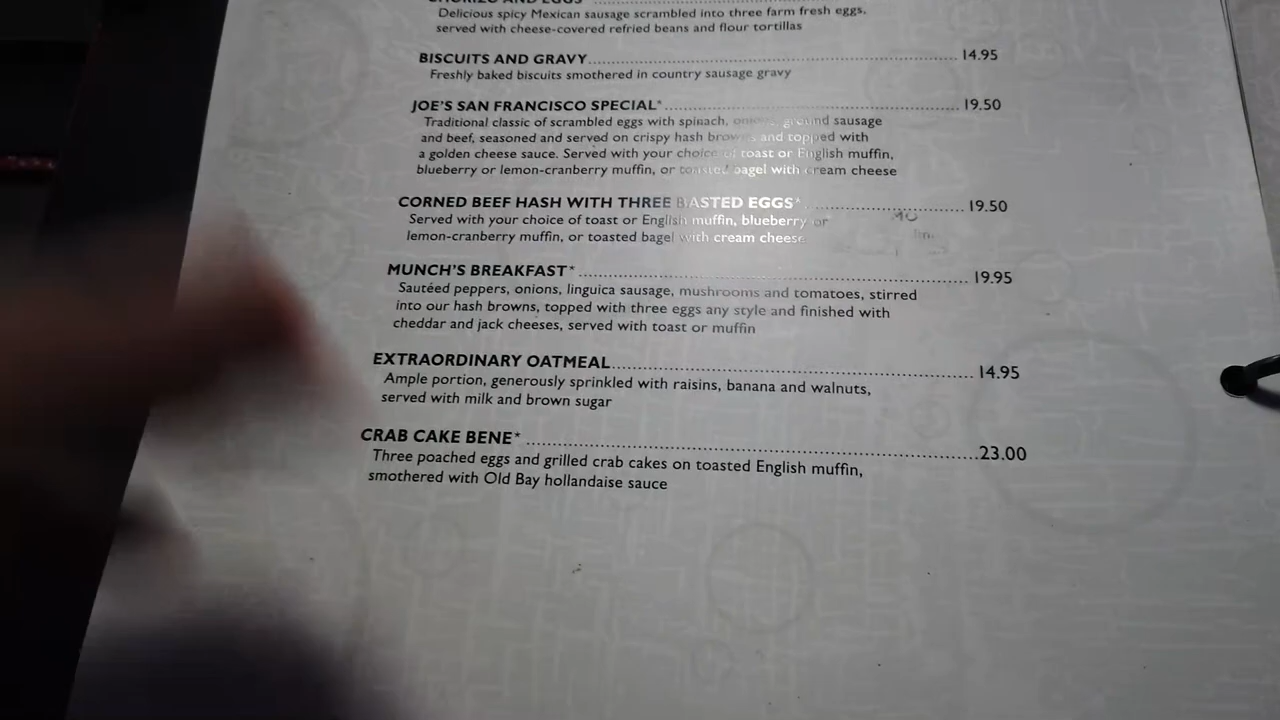 CHORIZO AND EGGS
Delicious spicy Mexican sausage scrambled into three farm fresh eggs,
served with cheese-covered refried beans and flour tortillas
BISCUITS AND GRAVY 14.95
Freshly baked biscuits smothered in country sausage gravy
JOE'S SAN FRANCISCO SPECIAL* 19.50
Traditional classic of scrambled eggs with spinach, onions, ground sausage
and beef, seasoned and served on crispy hash browns and topped with
a golden cheese sauce. Served with your choice of toast or English muffin,
blueberry or lemon-cranberry muffin, or toasted bagel with cream cheese
CORNED BEEF HASH WITH THREE BASTED EGGS* 19.50
Served with your choice of toast or English muffin, blueberry or
lemon-cranberry muffin, or toasted bagel with cream cheese
MUNCH'S BREAKFAST* 19.95
Sautéed peppers, onions, linguica sausage, mushrooms and tomatoes, stirred
into our hash browns, topped with three eggs any style and finished with
cheddar and jack cheeses, served with toast or muffin
EXTRAORDINARY OATMEAL 14.95
Ample portion, generously sprinkled with raisins, banana and walnuts,
served with milk and brown sugar
CRAB CAKE BENE* 23.00
Three poached eggs and grilled crab cakes on toasted English muffin,
smothered with Old Bay hollandaise sauce